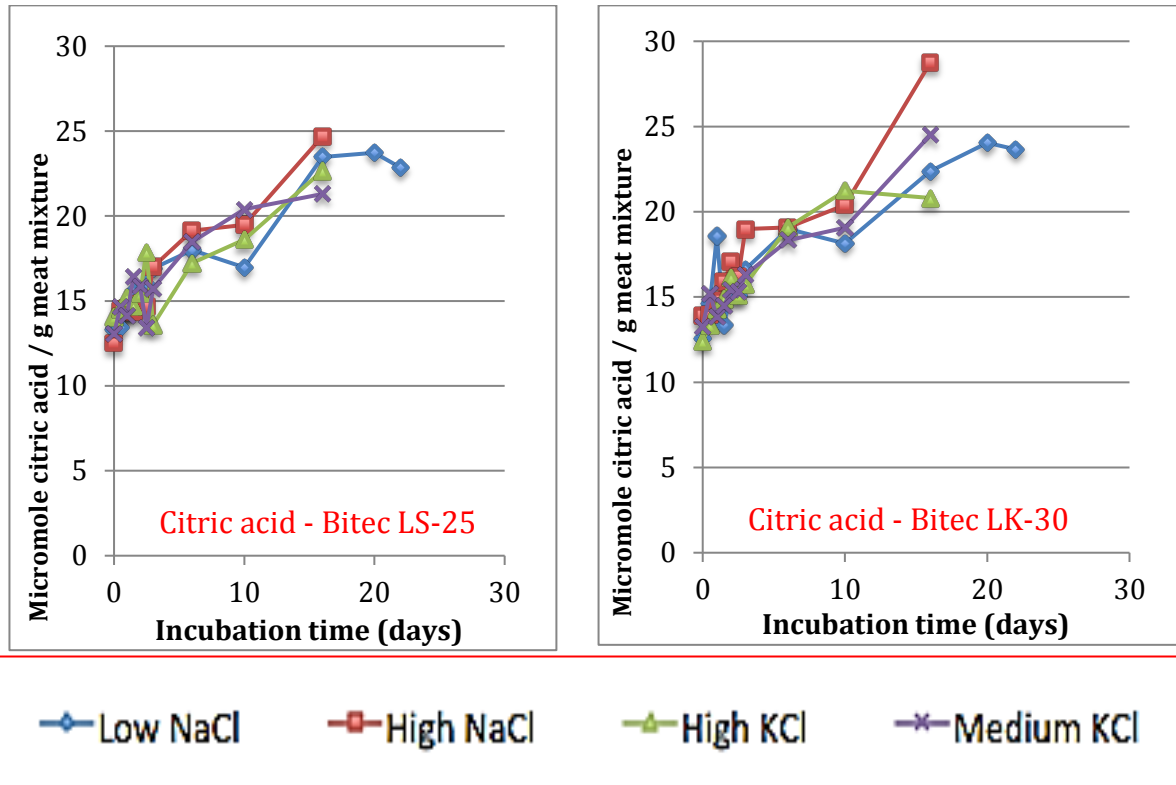 Micromole citric acid / g meat mixture
30
25
20
15
10
5
0
Citric acid - Bitec LS-25
0 10 20 30
Incubation time (days)
Micromole citric acid / g meat mixture
30
25
20
15
10
5
0
Citric acid - Bitec LK-30
0 10 20 30
Incubation time (days)
Low NaCl High NaCl High KCl Medium KCl